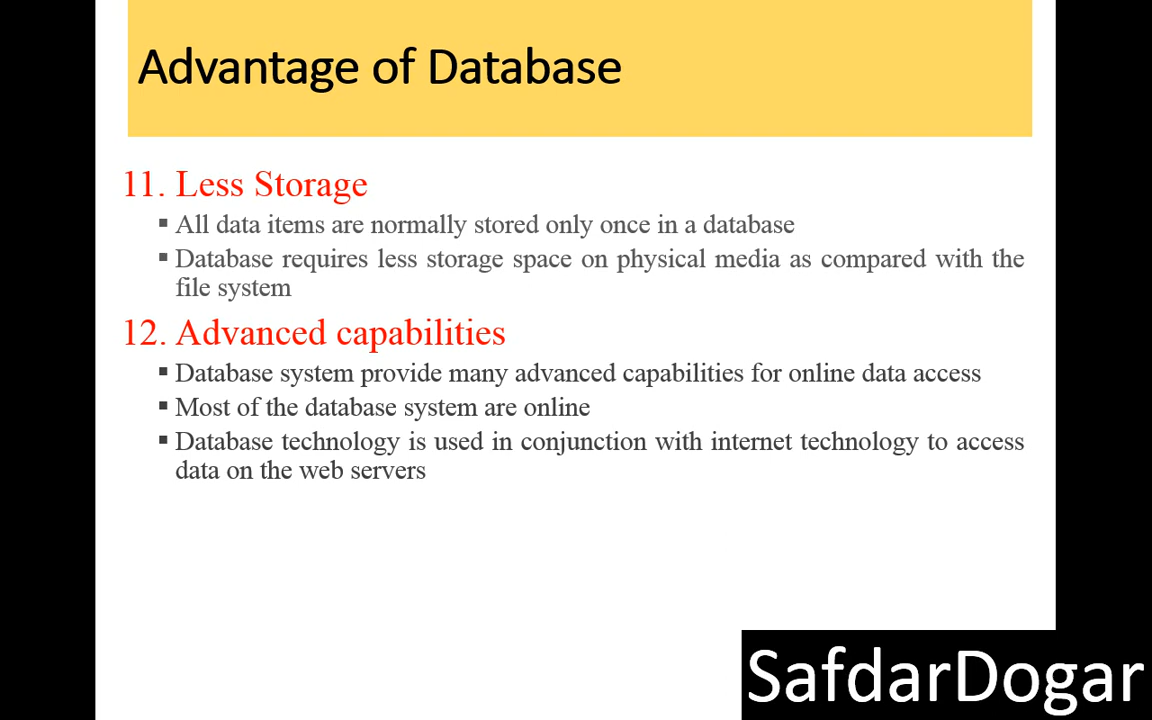 Advantage of Database
11. Less Storage
▪ All data items are normally stored only once in a database
▪ Database requires less storage space on physical media as compared with the
file system
12. Advanced capabilities
▪ Database system provide many advanced capabilities for online data access
▪ Most of the database system are online
▪ Database technology is used in conjunction with internet technology to access
data on the web servers
SafdarDogar